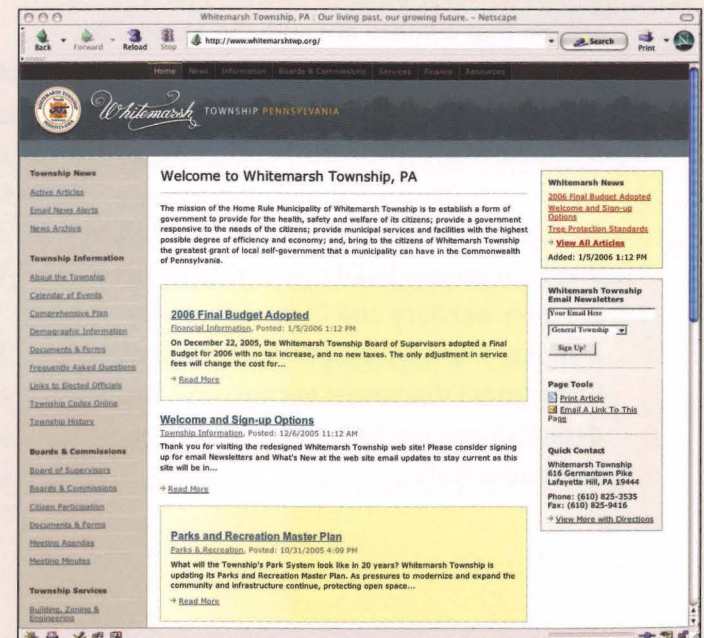 Whitemarsh Township, PA : Our living past, our growing future. – Netscape
Back
Forward
Reload
Stop
http://www.whitemarshtwp.org/
Search
Print
N
Home News Information Boards & Commissions Services Finance Resources
Whitemarsh TOWNSHIP PENNSYLVANIA
Township News
Active Articles
Email News Alerts
News Archive
Township Information
About the Township
Calendar of Events
Comprehensive Plan
Demographic Information
Documents & Forms
Frequently Asked Questions
Links to Elected Officials
Township Codes Online
Township History
Boards & Commissions
Board of Supervisors
Boards & Commissions
Citizen Participation
Documents & Forms
Meeting Agendas
Meeting Minutes
Township Services
Building, Zoning &
Engineering
Welcome to Whitemarsh Township, PA
The mission of the Home Rule Municipality of Whitemarsh Township is to establish a form of
government to provide for the health, safety and welfare of its citizens; provide a government
responsive to the needs of the citizens; provide municipal services and facilities with the highest
possible degree of efficiency and economy; and, bring to the citizens of Whitemarsh Township
the greatest grant of local self-government that a municipality can have in the Commonwealth
of Pennsylvania.
2006 Final Budget Adopted
Financial Information, Posted: 1/5/2006 1:12 PM
On December 22, 2005, the Whitemarsh Township Board of Supervisors adopted a Final
Budget for 2006 with no tax increase, and no new taxes. The only adjustment in service
fees will change the cost for...
→ Read More
Welcome and Sign-up Options
Township Information, Posted: 12/6/2005 11:12 AM
Thank you for visiting the redesigned Whitemarsh Township web site! Please consider signing
up for email Newsletters and What's New at the web site email updates to stay current as this
site will be in...
→ Read More
Parks and Recreation Master Plan
Parks & Recreation, Posted: 10/31/2005 4:09 PM
What will the Township's Park System look like in 20 years? Whitemarsh Township is
updating its Parks and Recreation Master Plan. As pressures to modernize and expand the
community and infrastructure continue, protecting open space...
→ Read More
Whitemarsh News
2006 Final Budget Adopted
Welcome and Sign-up
Options
Tree Protection Standards
→ View All Articles
Added: 1/5/2006 1:12 PM
Whitemarsh Township
Email Newsletters
Your Email Here
General Township
Sign Up!
Page Tools
Print Article
Email A Link To This
Page
Quick Contact
Whitemarsh Township
616 Germantown Pike
Lafayette Hill, PA 19444
Phone: (610) 825-3535
Fax: (610) 825-9416
→ View More with Directions